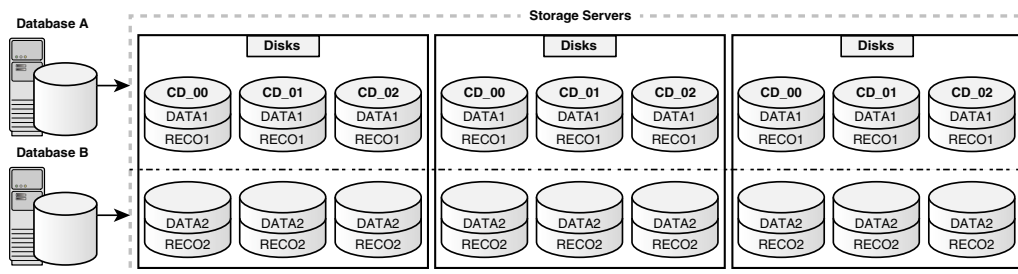 Storage Servers
Database A
Disks Disks Disks
CD_00 CD_01 CD_02 CD_00 CD_01 CD_02 CD_00 CD_01 CD_02
DATA1 DATA1 DATA1 DATA1 DATA1 DATA1 DATA1 DATA1 DATA1
RECO1 RECO1 RECO1 RECO1 RECO1 RECO1 RECO1 RECO1 RECO1
Database B
DATA2 DATA2 DATA2 DATA2 DATA2 DATA2 DATA2 DATA2 DATA2
RECO2 RECO2 RECO2 RECO2 RECO2 RECO2 RECO2 RECO2 RECO2